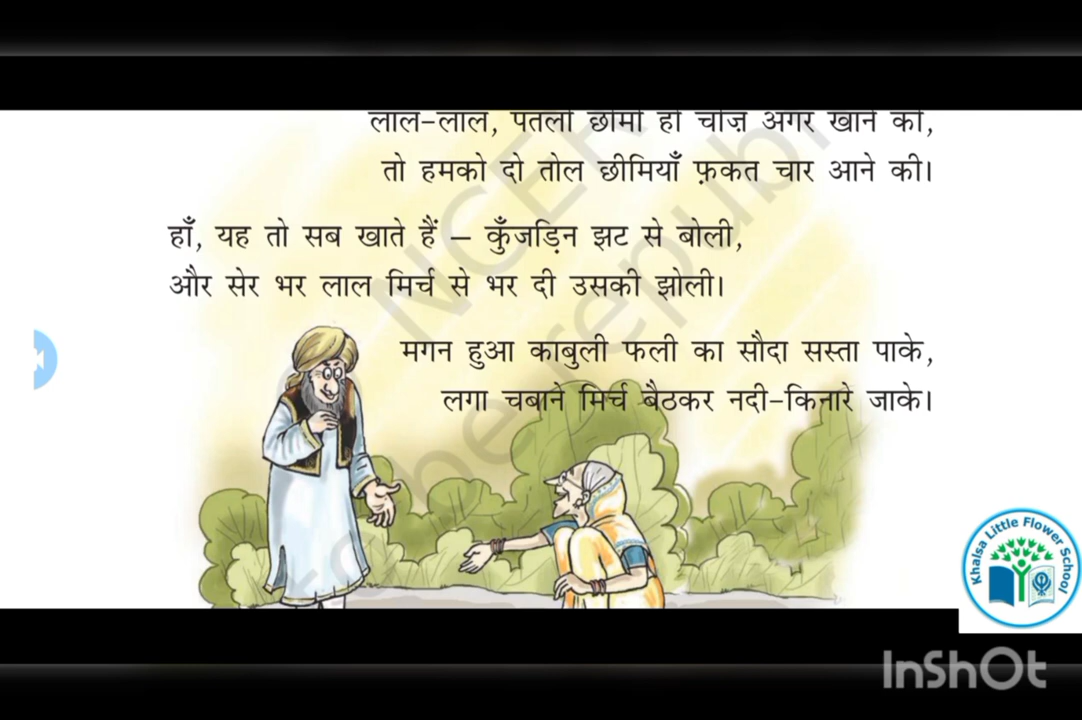 लाल-लाल, पतली छीमी हो चीज़ अगर खाने की,
तो हमको दो तोल छीमियाँ फ़कत चार आने की।
हाँ, यह तो सब खाते हैं – कुँजड़िन झट से बोली,
और सेर भर लाल मिर्च से भर दी उसकी झोली।
मगन हुआ काबुली फली का सौदा सस्ता पाके,
लगा चबाने मिर्च बैठकर नदी-किनारे जाके।
Khalsa Little Flower School
InShOt